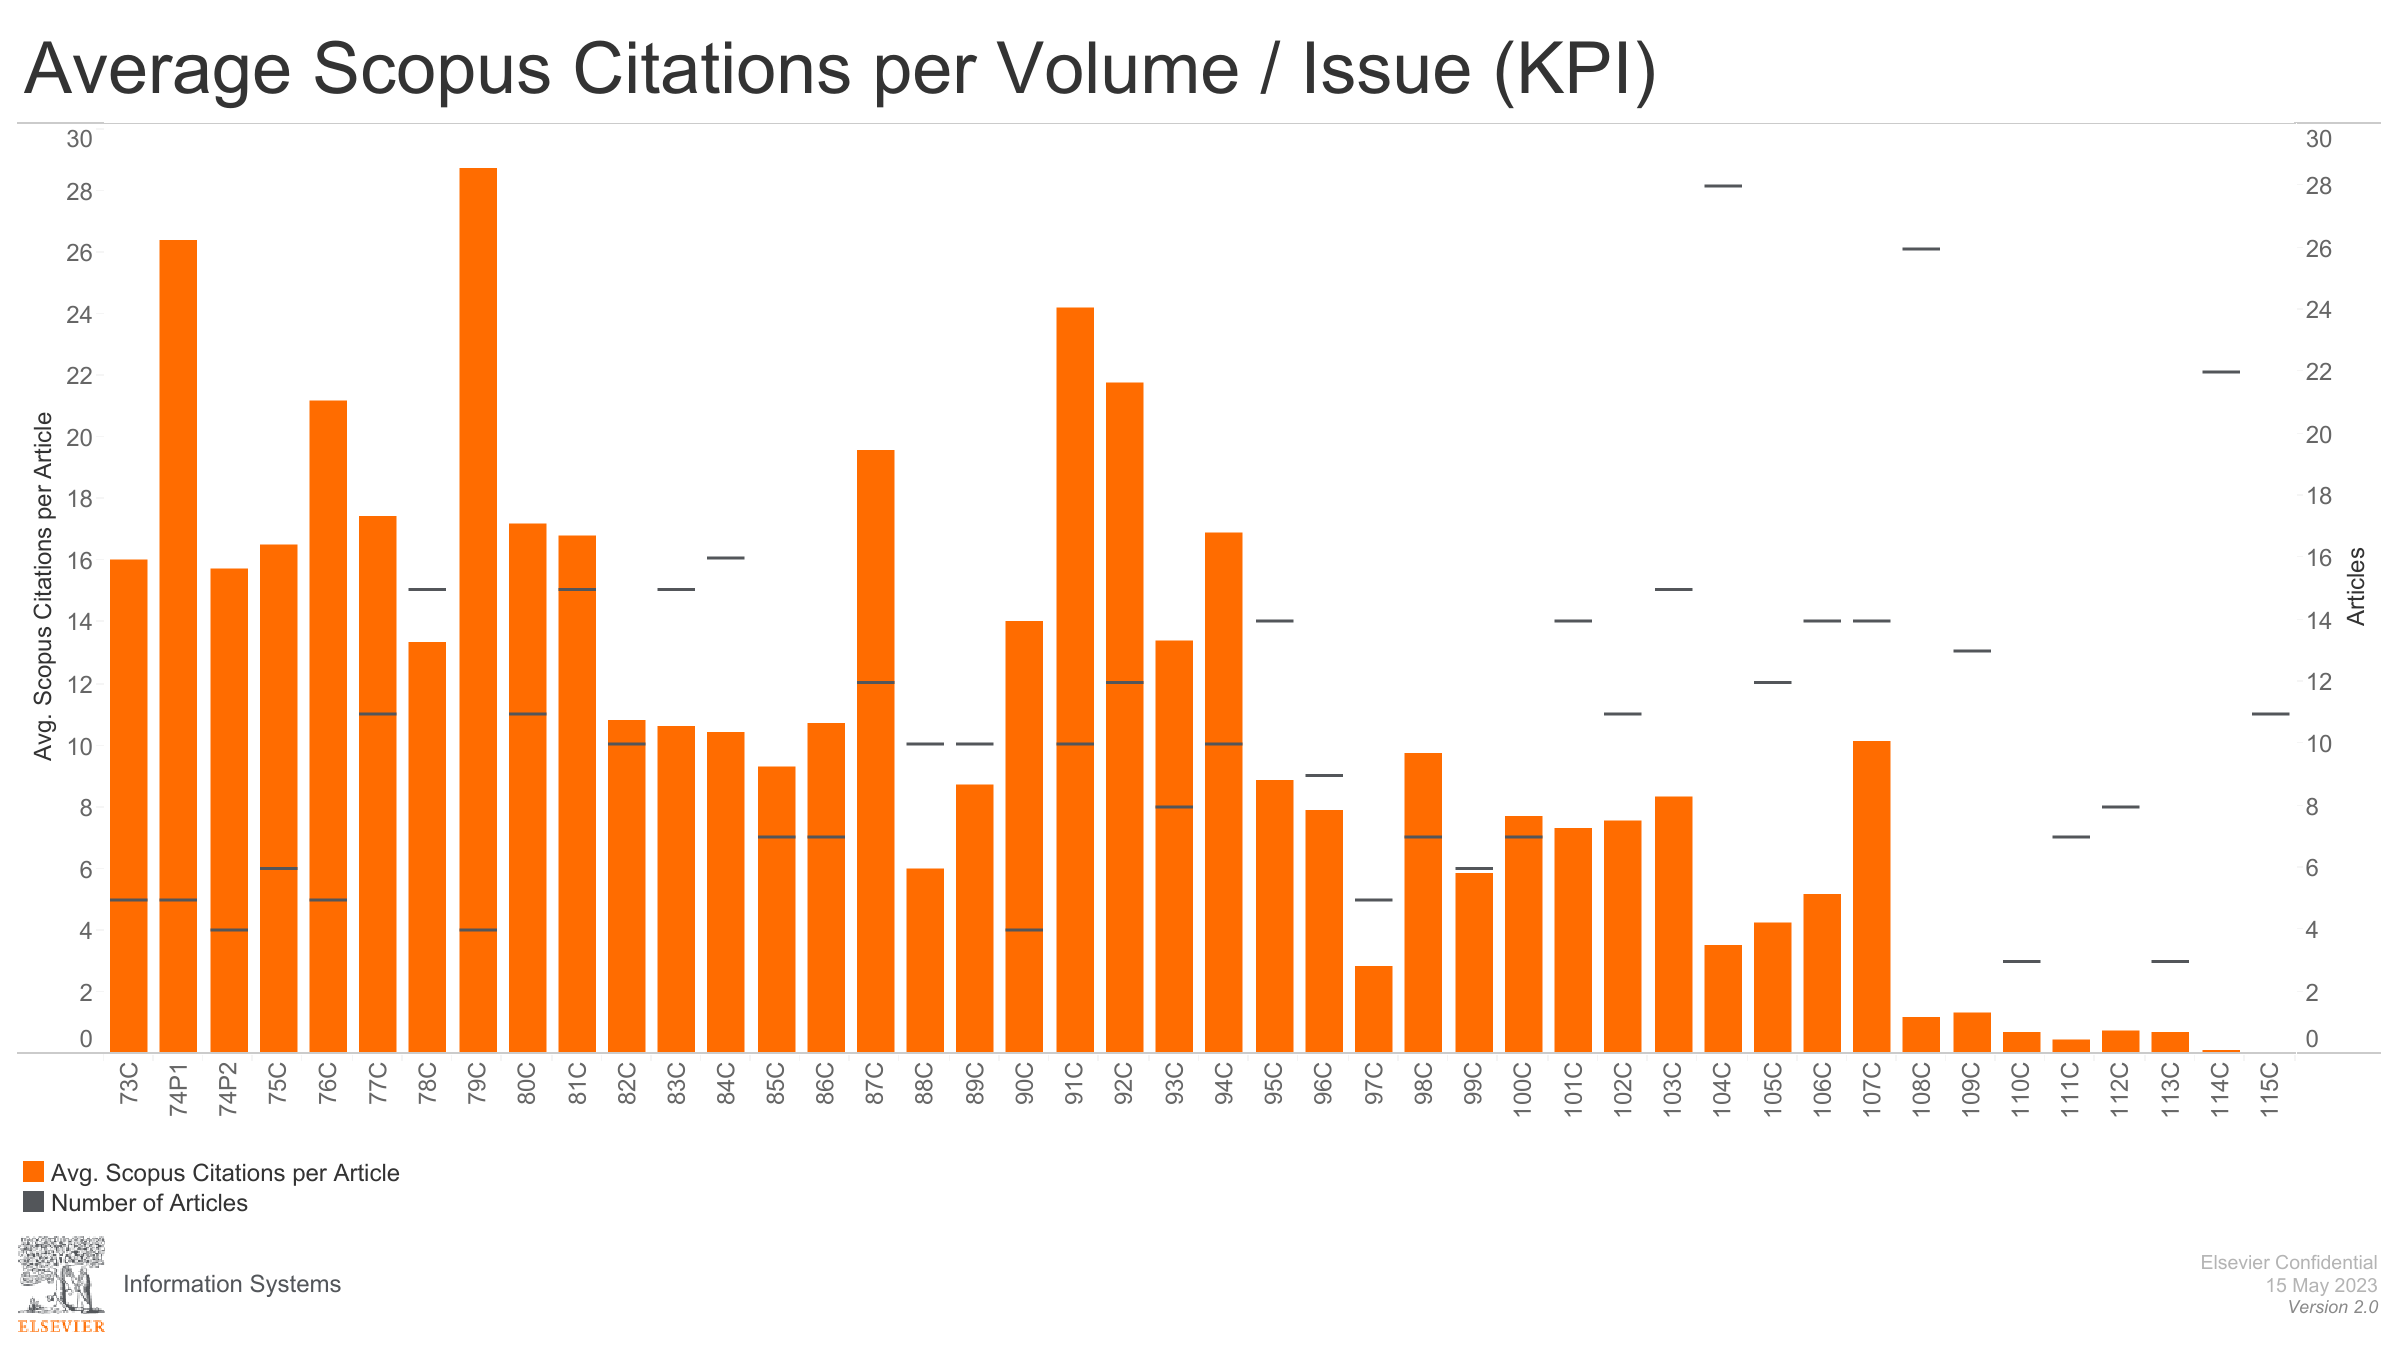 Average Scopus Citations per Volume / Issue (KPI)
Avg. Scopus Citations per Article
30
28
26
24
22
20
18
16
14
12
10
8
6
4
2
0
30
28
26
24
22
20
18
16
14
12
10
8
6
4
2
0
Articles
73C 74P1 74P2 75C 76C 77C 78C 79C 80C 81C 82C 83C 84C 85C 86C 87C 88C 89C 90C 91C 92C 93C 94C 95C 96C 97C 98C 99C 100C 101C 102C 103C 104C 105C 106C 107C 108C 109C 110C 111C 112C 113C 114C 115C
Avg. Scopus Citations per Article
Number of Articles
ELSEVIER
Information Systems
Elsevier Confidential
15 May 2023
Version 2.0